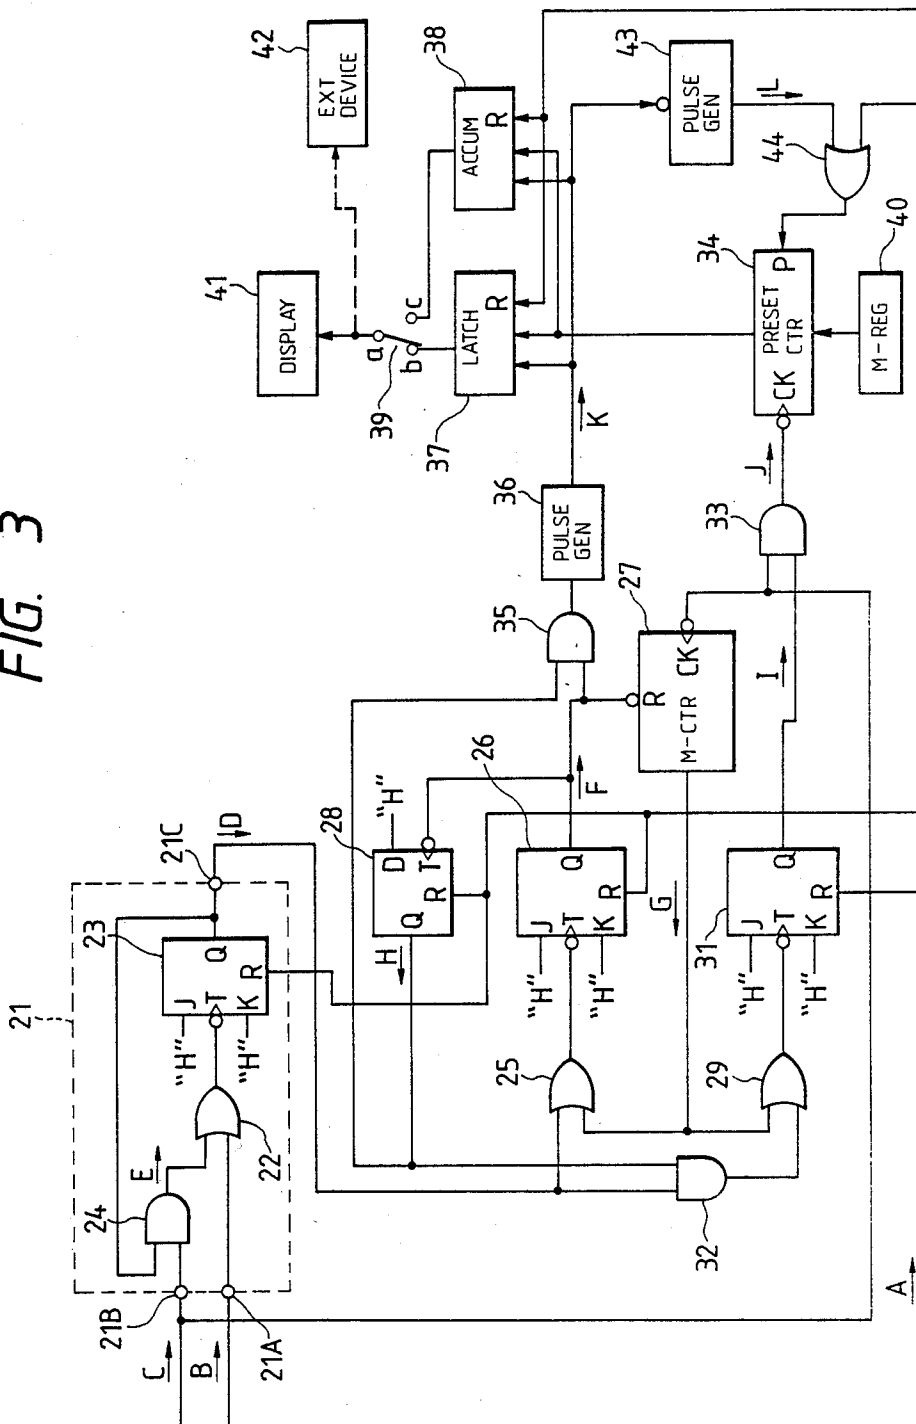 FIG. 3
42
EXT
DEVICE
41
DISPLAY
38
ACCUM
R
43
PULSE
GEN
L
44
a
b
c
39
37
LATCH
R
34
PRESET
CTR
P
CK
40
M-REG
K
36
PULSE
GEN
J
33
35
27
R
CK
M-CTR
I
F
21
21C
D
23
J
T
K
Q
R
"H"
"H"
28
"H"
D
T
Q
R
H
26
J
T
K
Q
R
"H"
"H"
G
31
J
T
K
Q
R
"H"
"H"
E
24
22
25
29
32
21B
21A
C
B
A